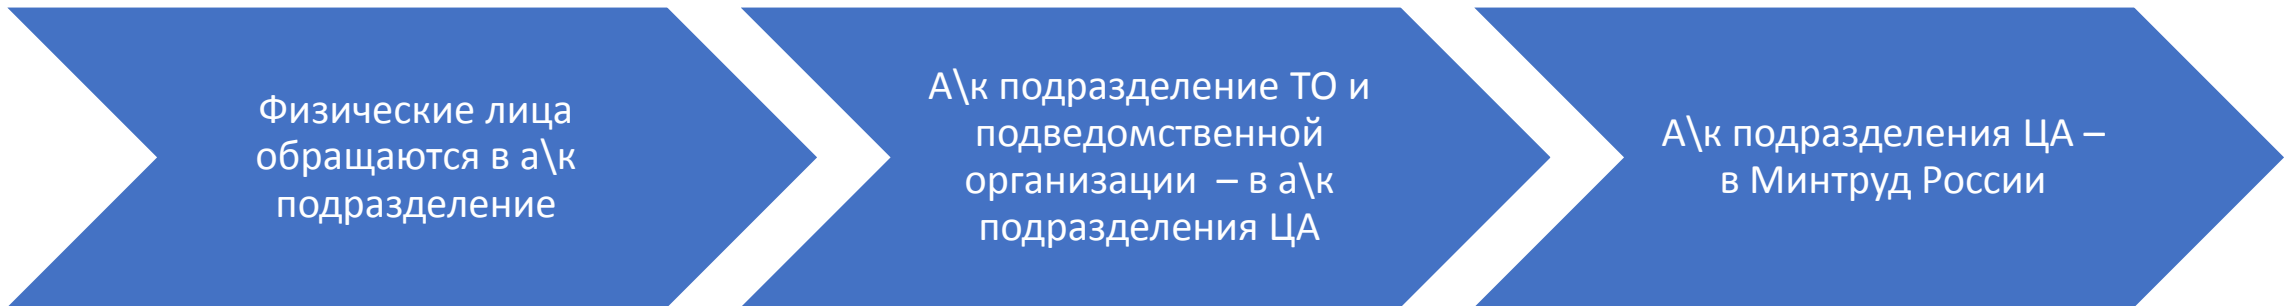 Физические лица
обращаются в а\к
подразделение
А\к подразделение ТО и
подведомственной
организации – в а\к
подразделения ЦА
А\к подразделения ЦА –
в Минтруд России